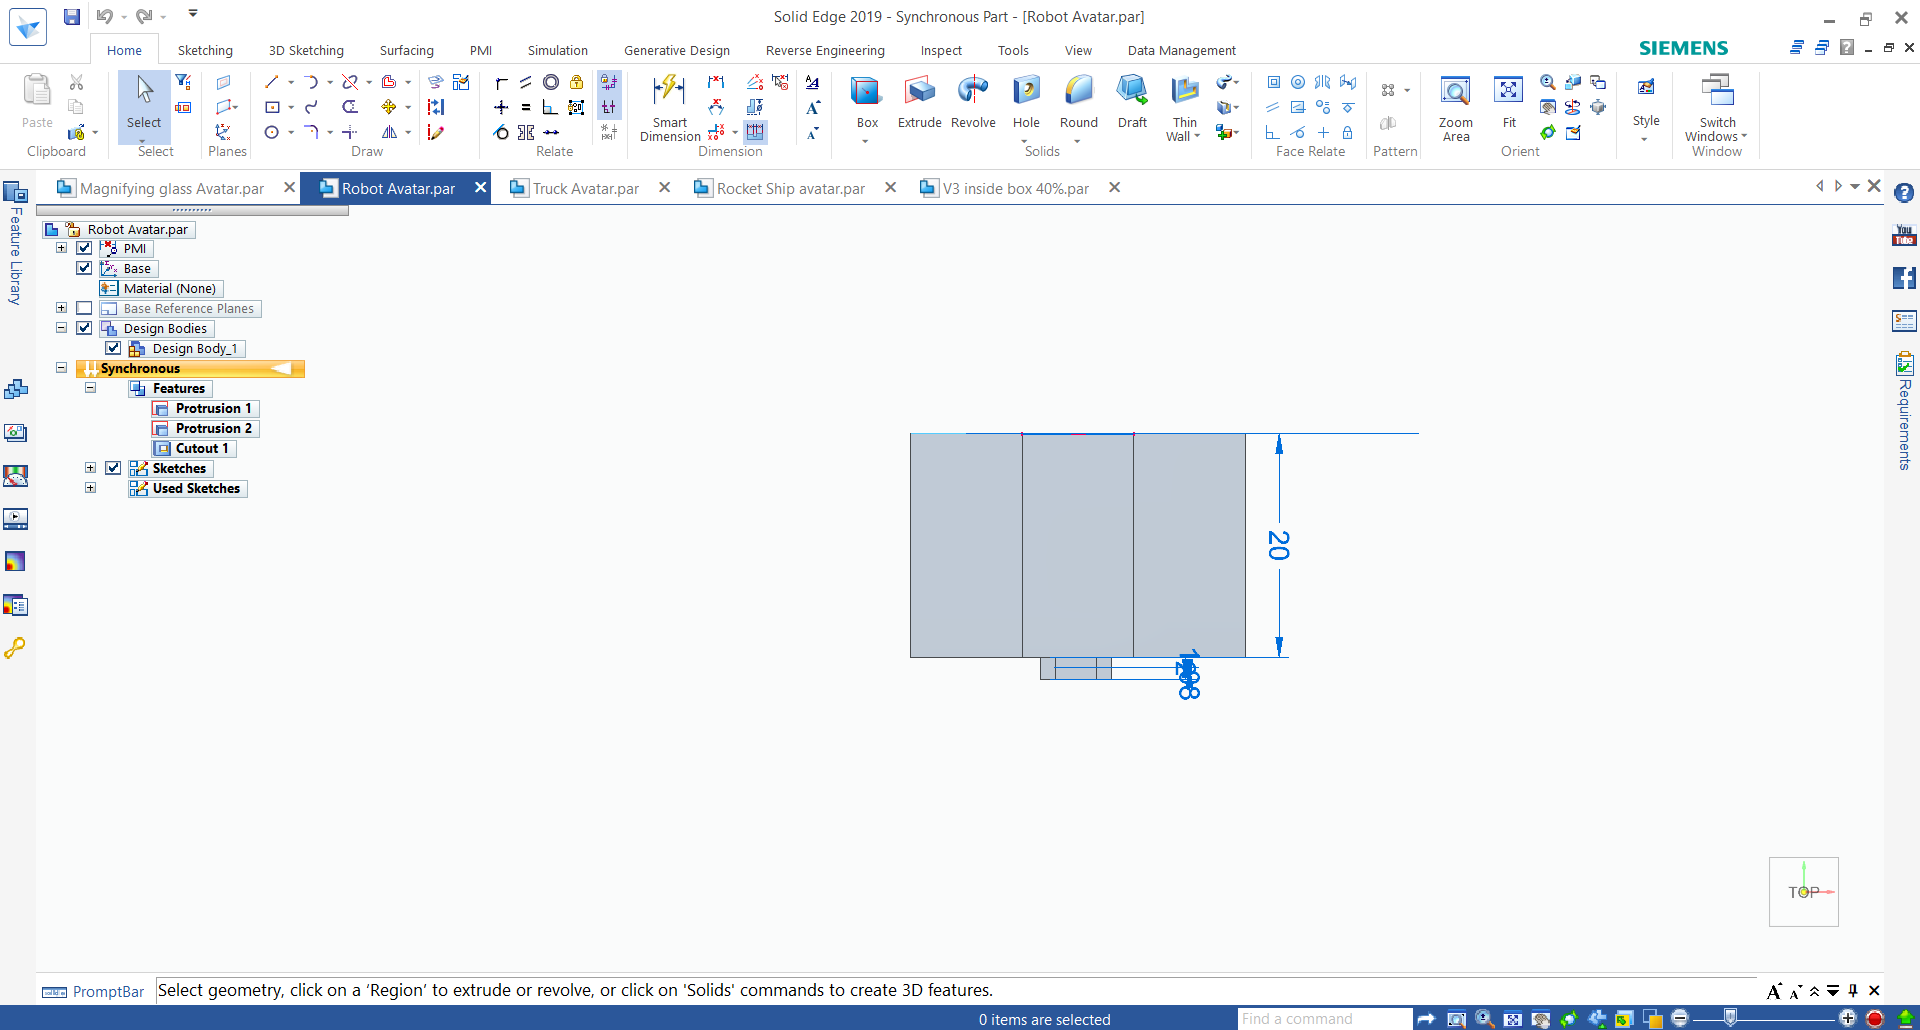 Solid Edge 2019 - Synchronous Part - [Robot Avatar.par]
Home Sketching 3D Sketching Surfacing PMI Simulation Generative Design Reverse Engineering Inspect Tools View Data Management
SIEMENS
Paste
Clipboard
Select
Select
Planes
Draw
Relate
Smart Dimension
Dimension
Box Extrude Revolve Hole Round Draft Thin Wall
Solids
Face Relate
Pattern
Zoom Area
Fit
Orient
Style
Switch Windows
Window
Magnifying glass Avatar.par
Robot Avatar.par
Truck Avatar.par
Rocket Ship avatar.par
V3 inside box 40%.par
Feature Library
Robot Avatar.par
PMI
Base
Material (None)
Base Reference Planes
Design Bodies
Design Body_1
Synchronous
Features
Protrusion 1
Protrusion 2
Cutout 1
Sketches
Used Sketches
20
You
Tube
Requirements
TOP
PromptBar
Select geometry, click on a ‘Region’ to extrude or revolve, or click on 'Solids' commands to create 3D features.
0 items are selected
Find a command